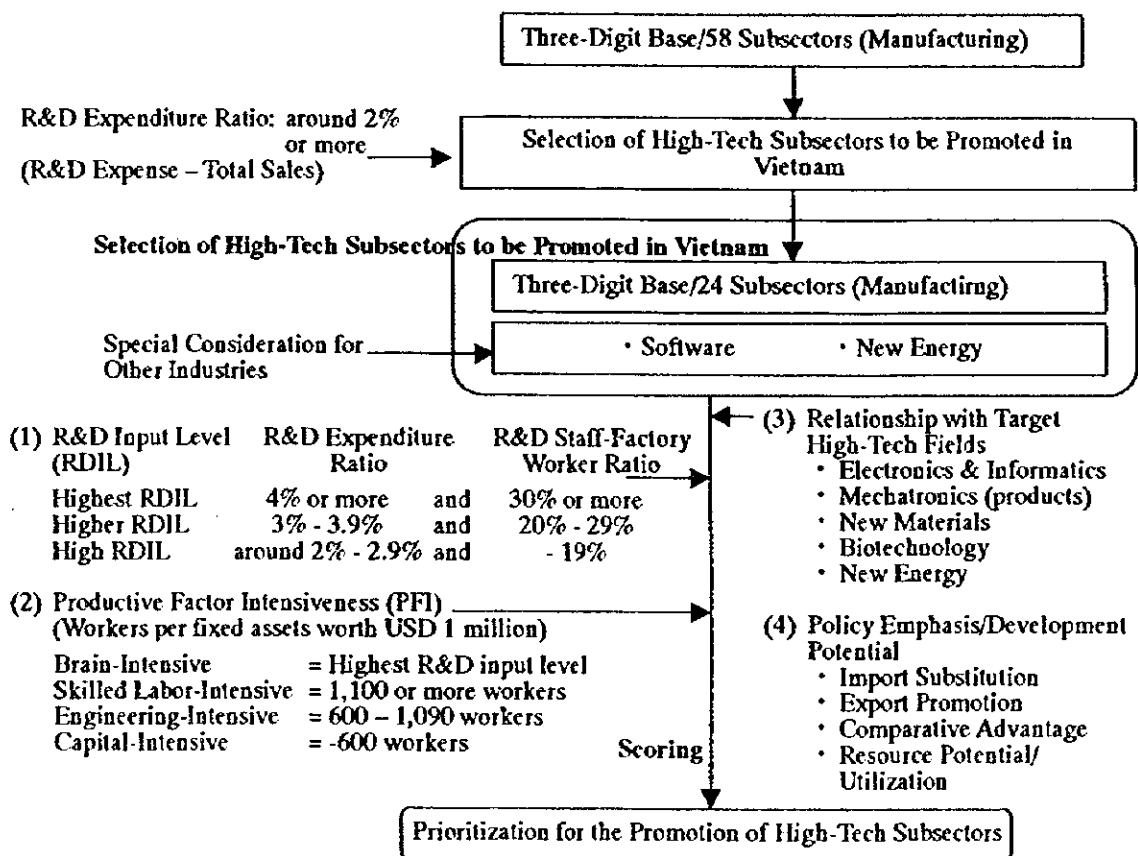 Three-Digit Base/58 Subsectors (Manufacturing)
R&D Expenditure Ratio: around 2%
or more
(R&D Expense – Total Sales)
Selection of High-Tech Subsectors to be Promoted in
Vietnam
Selection of High-Tech Subsectors to be Promoted in Vietnam
Three-Digit Base/24 Subsectors (Manufactirng)
Special Consideration for
Other Industries
・Software ・New Energy
(1) R&D Input Level R&D Expenditure R&D Staff-Factory
(RDIL) Ratio Worker Ratio
Highest RDIL 4% or more and 30% or more
Higher RDIL 3% - 3.9% and 20% - 29%
High RDIL around 2% - 2.9% and - 19%
(2) Productive Factor Intensiveness (PFI)
(Workers per fixed assets worth USD 1 million)
Brain-Intensive = Highest R&D input level
Skilled Labor-Intensive = 1,100 or more workers
Engineering-Intensive = 600 – 1,090 workers
Capital-Intensive = -600 workers
(3) Relationship with Target
High-Tech Fields
・Electronics & Informatics
・Mechatronics (products)
・New Materials
・Biotechnology
・New Energy
(4) Policy Emphasis/Development
Potential
・Import Substitution
・Export Promotion
・Comparative Advantage
・Resource Potential/
Utilization
Scoring
Prioritization for the Promotion of High-Tech Subsectors